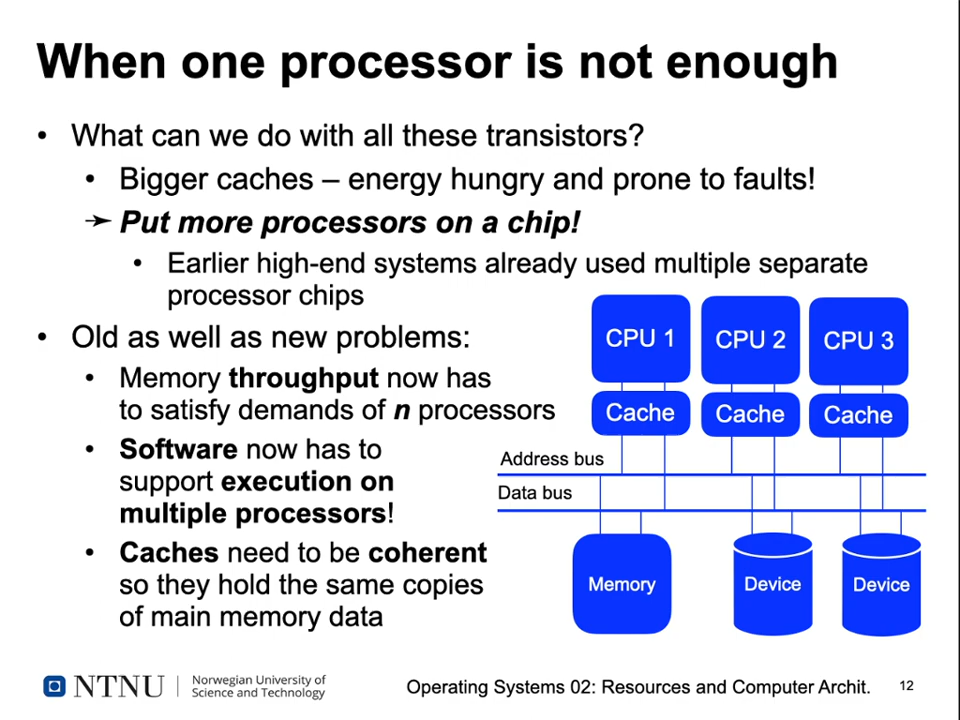 When one processor is not enough
• What can we do with all these transistors?
• Bigger caches – energy hungry and prone to faults!
➛ Put more processors on a chip!
• Earlier high-end systems already used multiple separate
processor chips
• Old as well as new problems:
• Memory throughput now has
to satisfy demands of n processors
• Software now has to
support execution on
multiple processors!
• Caches need to be coherent
so they hold the same copies
of main memory data
CPU 1
CPU 2
CPU 3
Cache
Cache
Cache
Address bus
Data bus
Memory
Device
Device
NTNU
Norwegian University of
Science and Technology
Operating Systems 02: Resources and Computer Archit.
12